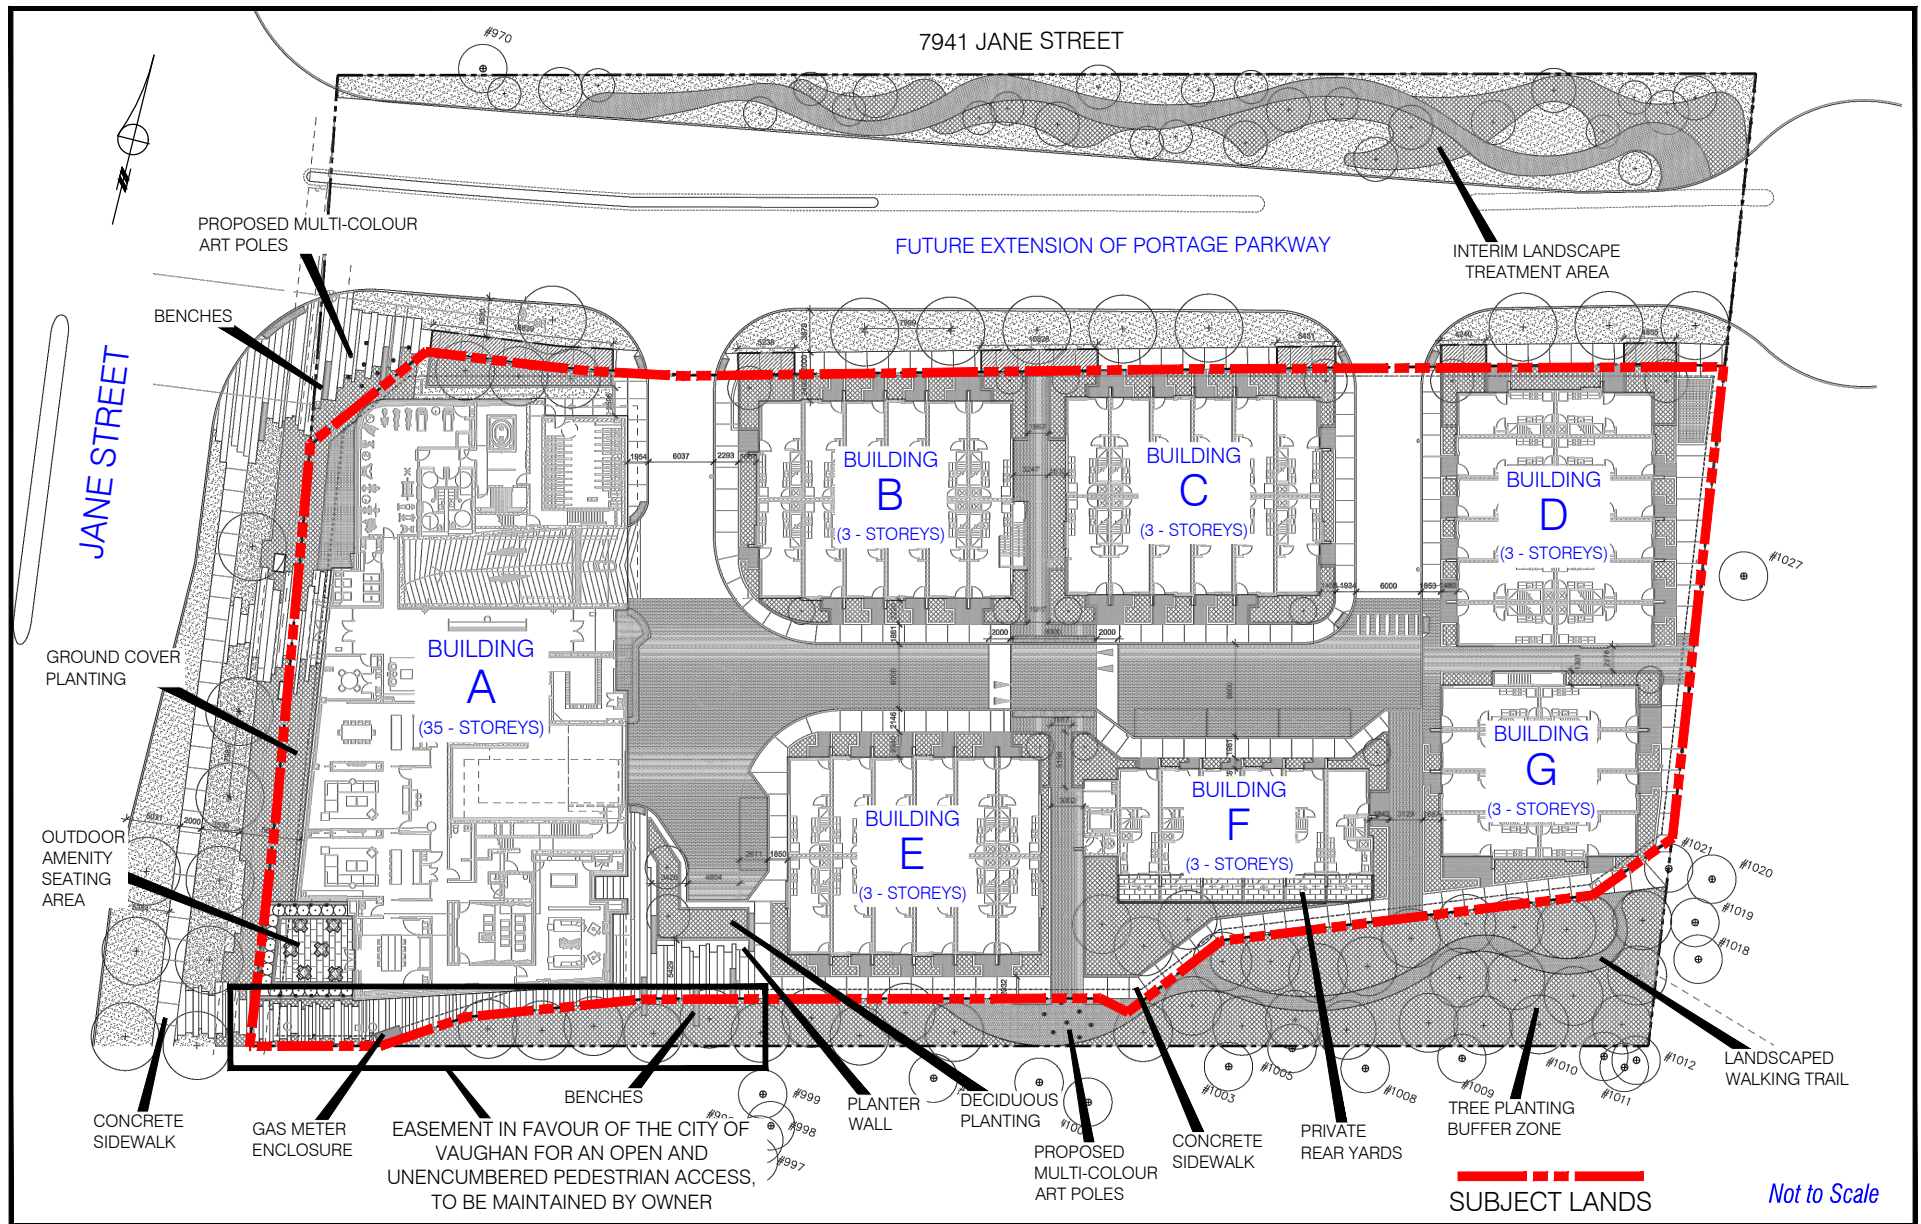 7941 JANE STREET
#970
PROPOSED MULTI-COLOUR
ART POLES
FUTURE EXTENSION OF PORTAGE PARKWAY
INTERIM LANDSCAPE
TREATMENT AREA
BENCHES
JANE STREET
BUILDING
B
(3 - STOREYS)
BUILDING
C
(3 - STOREYS)
BUILDING
D
(3 - STOREYS)
#1027
1954
6037
2293
6000
2000
2000
GROUND COVER
PLANTING
BUILDING
A
(35 - STOREYS)
BUILDING
G
(3 - STOREYS)
BUILDING
F
(3 - STOREYS)
BUILDING
E
(3 - STOREYS)
OUTDOOR
AMENITY
SEATING
AREA
#1021
#1020
#1019
#1018
CONCRETE
SIDEWALK
GAS METER
ENCLOSURE
BENCHES
EASEMENT IN FAVOUR OF THE CITY OF
VAUGHAN FOR AN OPEN AND
UNENCUMBERED PEDESTRIAN ACCESS,
TO BE MAINTAINED BY OWNER
#999
#998
#997
PLANTER
WALL
DECIDUOUS
PLANTING
PROPOSED
MULTI-COLOUR
ART POLES
CONCRETE
SIDEWALK
#1003
#1005
PRIVATE
REAR YARDS
#1008
#1009
#1010
#1011
#1012
TREE PLANTING
BUFFER ZONE
LANDSCAPED
WALKING TRAIL
SUBJECT LANDS
Not to Scale